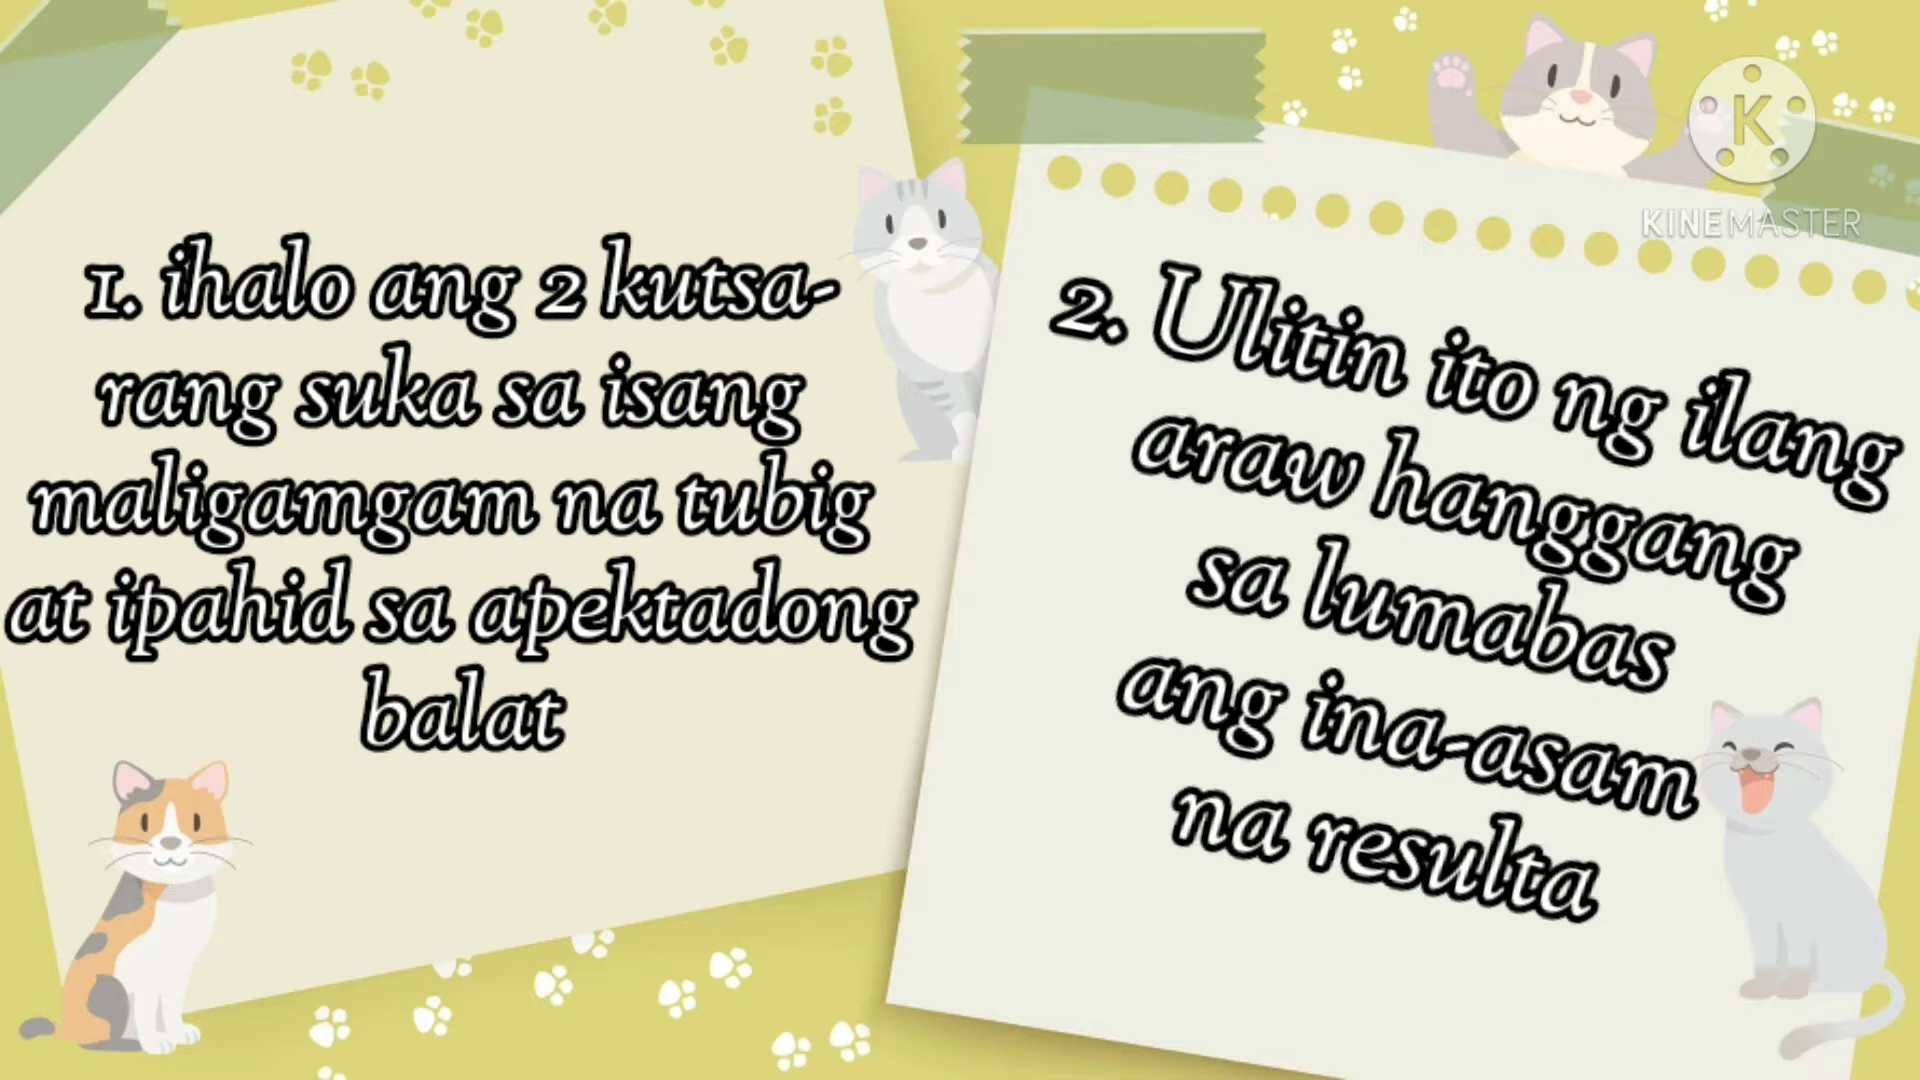 1. ihalo ang 2 kutsa-
rang suka sa isang
maligamgam na tubig
at ipahid sa apektadong
balat
2. Ulitin ito ng ilang
araw hanggang
sa lumabas
ang ina-asam
na resulta
K
KINEMASTER